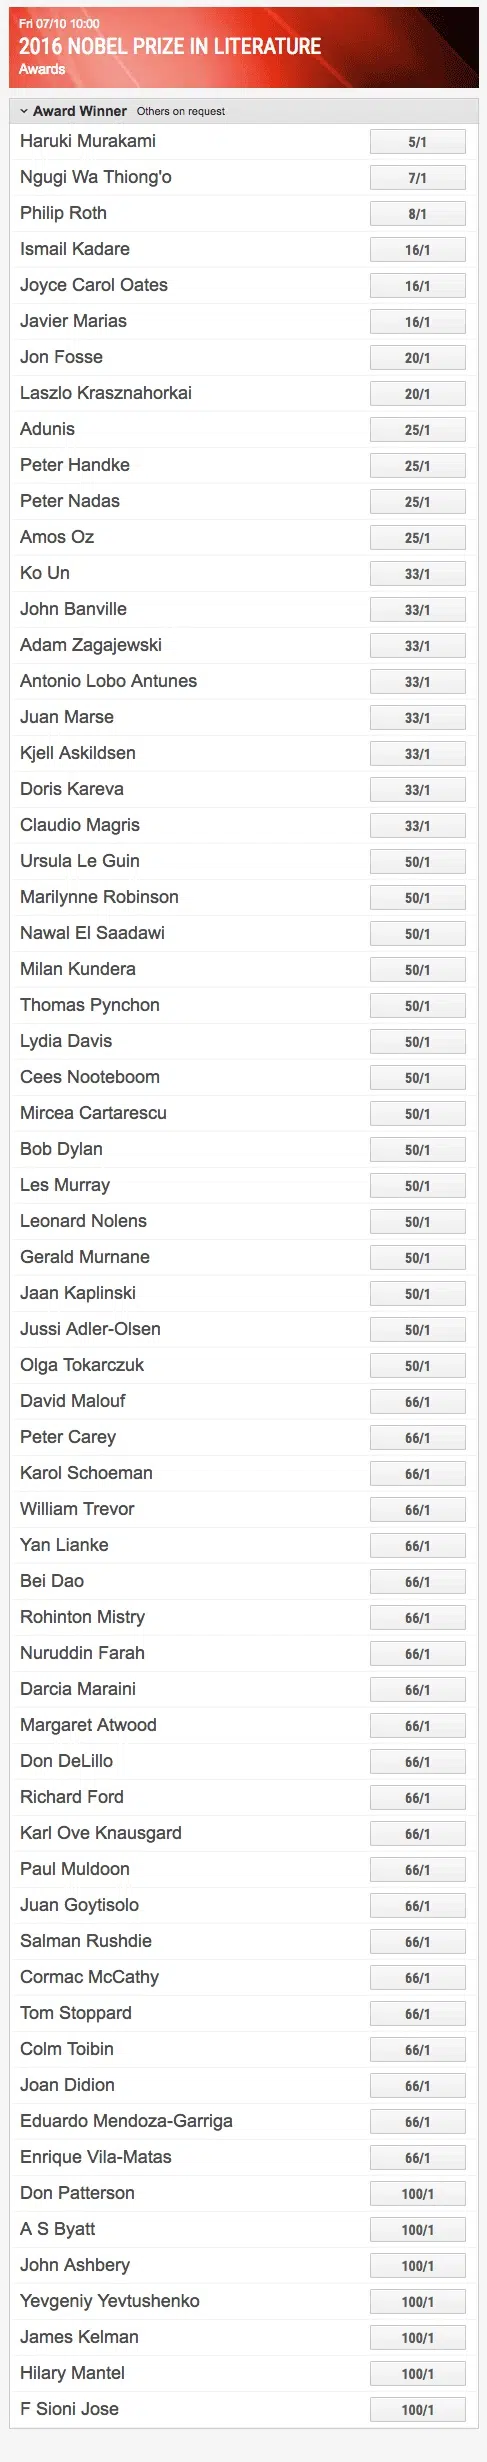 Fri 07/10 10:00
2016 NOBEL PRIZE IN LITERATURE
Awards
Award Winner Others on request
Haruki Murakami 5/1
Ngugi Wa Thiong'o 7/1
Philip Roth 8/1
Ismail Kadare 16/1
Joyce Carol Oates 16/1
Javier Marias 16/1
Jon Fosse 20/1
Laszlo Krasznahorkai 20/1
Adunis 25/1
Peter Handke 25/1
Peter Nadas 25/1
Amos Oz 25/1
Ko Un 33/1
John Banville 33/1
Adam Zagajewski 33/1
Antonio Lobo Antunes 33/1
Juan Marse 33/1
Kjell Askildsen 33/1
Doris Kareva 33/1
Claudio Magris 33/1
Ursula Le Guin 50/1
Marilynne Robinson 50/1
Nawal El Saadawi 50/1
Milan Kundera 50/1
Thomas Pynchon 50/1
Lydia Davis 50/1
Cees Nooteboom 50/1
Mircea Cartarescu 50/1
Bob Dylan 50/1
Les Murray 50/1
Leonard Nolens 50/1
Gerald Murnane 50/1
Jaan Kaplinski 50/1
Jussi Adler-Olsen 50/1
Olga Tokarczuk 50/1
David Malouf 66/1
Peter Carey 66/1
Karol Schoeman 66/1
William Trevor 66/1
Yan Lianke 66/1
Bei Dao 66/1
Rohinton Mistry 66/1
Nuruddin Farah 66/1
Darcia Maraini 66/1
Margaret Atwood 66/1
Don DeLillo 66/1
Richard Ford 66/1
Karl Ove Knausgard 66/1
Paul Muldoon 66/1
Juan Goytisolo 66/1
Salman Rushdie 66/1
Cormac McCathy 66/1
Tom Stoppard 66/1
Colm Toibin 66/1
Joan Didion 66/1
Eduardo Mendoza-Garriga 66/1
Enrique Vila-Matas 66/1
Don Patterson 100/1
A S Byatt 100/1
John Ashbery 100/1
Yevgeniy Yevtushenko 100/1
James Kelman 100/1
Hilary Mantel 100/1
F Sioni Jose 100/1